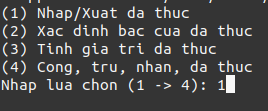 (1) Nhap/Xuat da thuc
(2) Xac dinh bac cua da thuc
(3) Tinh gia tri da thuc
(4) Cong, tru, nhan, da thuc
Nhap lua chon (1 -> 4): 1